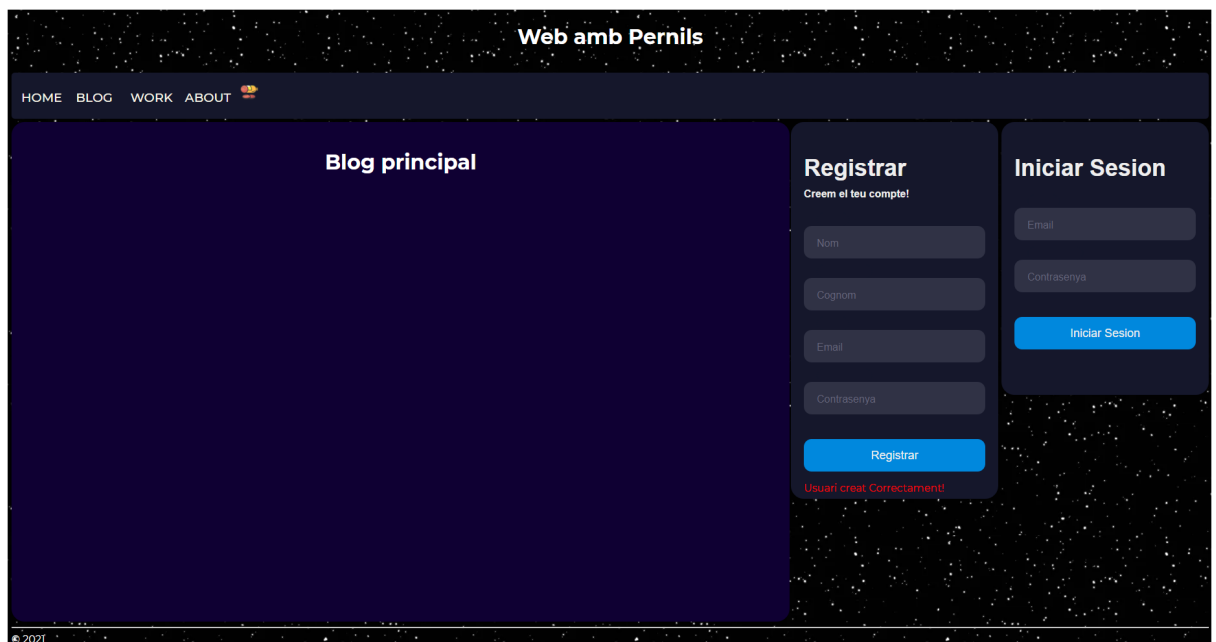 Web amb Pernils
HOME BLOG WORK ABOUT
Blog principal
Registrar
Creem el teu compte!
Nom
Cognom
Email
Contrasenya
Registrar
Usuari creat Correctament!
Iniciar Sesion
Email
Contrasenya
Iniciar Sesion
© 2021